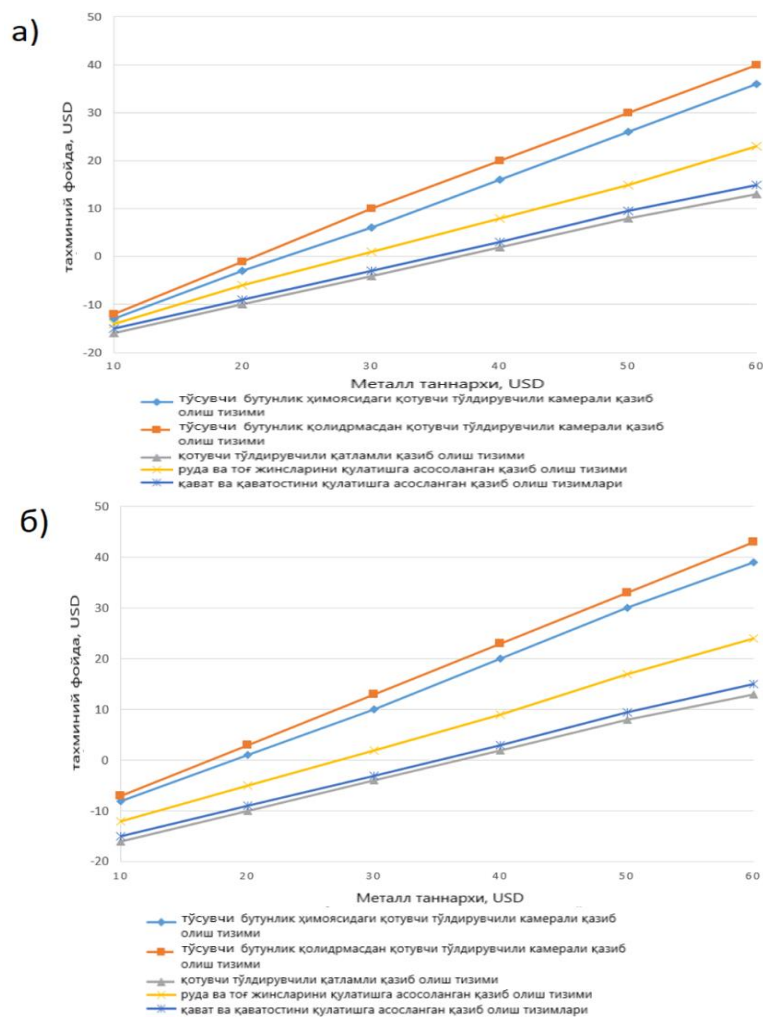 а)
50
40
30
20
10
0
-10
-20
тахминий фойда, USD
10 20 30 40 50 60
Металл таннархи, USD
тўсувчи бутунлик ҳимоясидаги қотувчи тўлдирувчили камерали қазиб
олиш тизими
тўсувчи бутунлик қолидрмасдан қотувчи тўлдирувчили камерали қазиб
олиш тизими
қотувчи тўлдирувчили қатламли қазиб олиш тизими
руда ва тоғ жинсларини қулатишга асосоланган қазиб олиш тизими
қават ва қаватостини қулатишга асосланган қазиб олиш тизимлари
б)
50
40
30
20
10
0
-10
-20
тахминий фойда, USD
10 20 30 40 50 60
Металл таннархи, USD
тўсувчи бутунлик ҳимоясидаги қотувчи тўлдирувчили камерали қазиб
олиш тизими
тўсувчи бутунлик қолидрмасдан қотувчи тўлдирувчили камерали қазиб
олиш тизими
қотувчи тўлдирувчили қатламли қазиб олиш тизими
руда ва тоғ жинсларини қулатишга асосоланган қазиб олиш тизими
қават ва қаватостини қулатишга асосланган қазиб олиш тизимлари